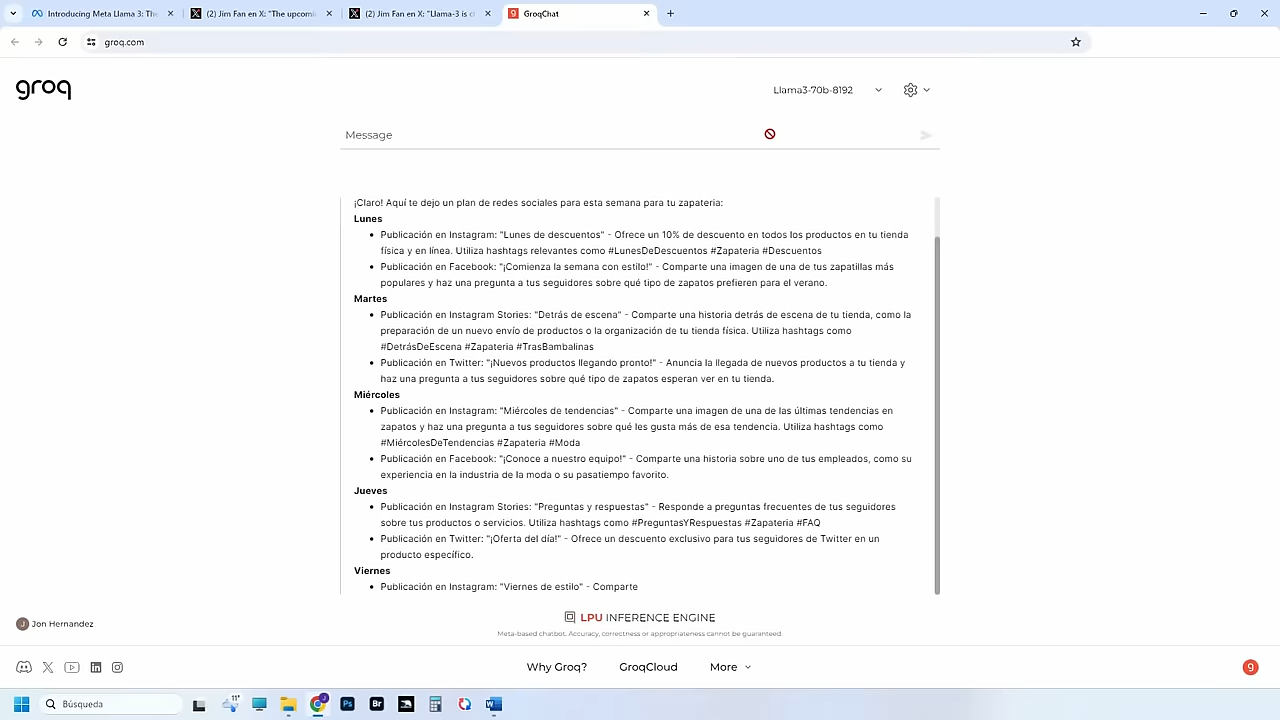 Introducing Meta Llama 3: The
(2) Jim Fan en X: "The upcomin
(2) Jim Fan en X: "Llama-3 is cl
GroqChat
groq.com
groq
Llama3-70b-8192
Message
¡Claro! Aquí te dejo un plan de redes sociales para esta semana para tu zapateria:
Lunes
Publicación en Instagram: "Lunes de descuentos" - Ofrece un 10% de descuento en todos los productos en tu tienda
física y en línea. Utiliza hashtags relevantes como #LunesDeDescuentos #Zapateria #Descuentos
Publicación en Facebook: "¡Comienza la semana con estilo!" - Comparte una imagen de una de tus zapatillas más
populares y haz una pregunta a tus seguidores sobre qué tipo de zapatos prefieren para el verano.
Martes
Publicación en Instagram Stories: "Detrás de escena" - Comparte una historia detrás de escena de tu tienda, como la
preparación de un nuevo envío de productos o la organización de tu tienda física. Utiliza hashtags como
#DetrásDeEscena #Zapateria #TrasBambalinas
Publicación en Twitter: "¡Nuevos productos llegando pronto!" - Anuncia la llegada de nuevos productos a tu tienda y
haz una pregunta a tus seguidores sobre qué tipo de zapatos esperan ver en tu tienda.
Miércoles
Publicación en Instagram: "Miércoles de tendencias" - Comparte una imagen de una de las últimas tendencias en
zapatos y haz una pregunta a tus seguidores sobre qué les gusta más de esa tendencia. Utiliza hashtags como
#MiércolesDeTendencias #Zapateria #Moda
Publicación en Facebook: "¡Conoce a nuestro equipo!" - Comparte una historia sobre uno de tus empleados, como su
experiencia en la industria de la moda o su pasatiempo favorito.
Jueves
Publicación en Instagram Stories: "Preguntas y respuestas" - Responde a preguntas frecuentes de tus seguidores
sobre tus productos o servicios. Utiliza hashtags como #PreguntasYRespuestas #Zapateria #FAQ
Publicación en Twitter: "¡Oferta del día!" - Ofrece un descuento exclusivo para tus seguidores de Twitter en un
producto específico.
Viernes
Publicación en Instagram: "Viernes de estilo" - Comparte
J Jon Hernandez
LPU INFERENCE ENGINE
Meta-based chatbot. Accuracy, correctness or appropriateness cannot be guaranteed.
Why Groq? GroqCloud More
g
Búsqueda
11°
Ps
Br